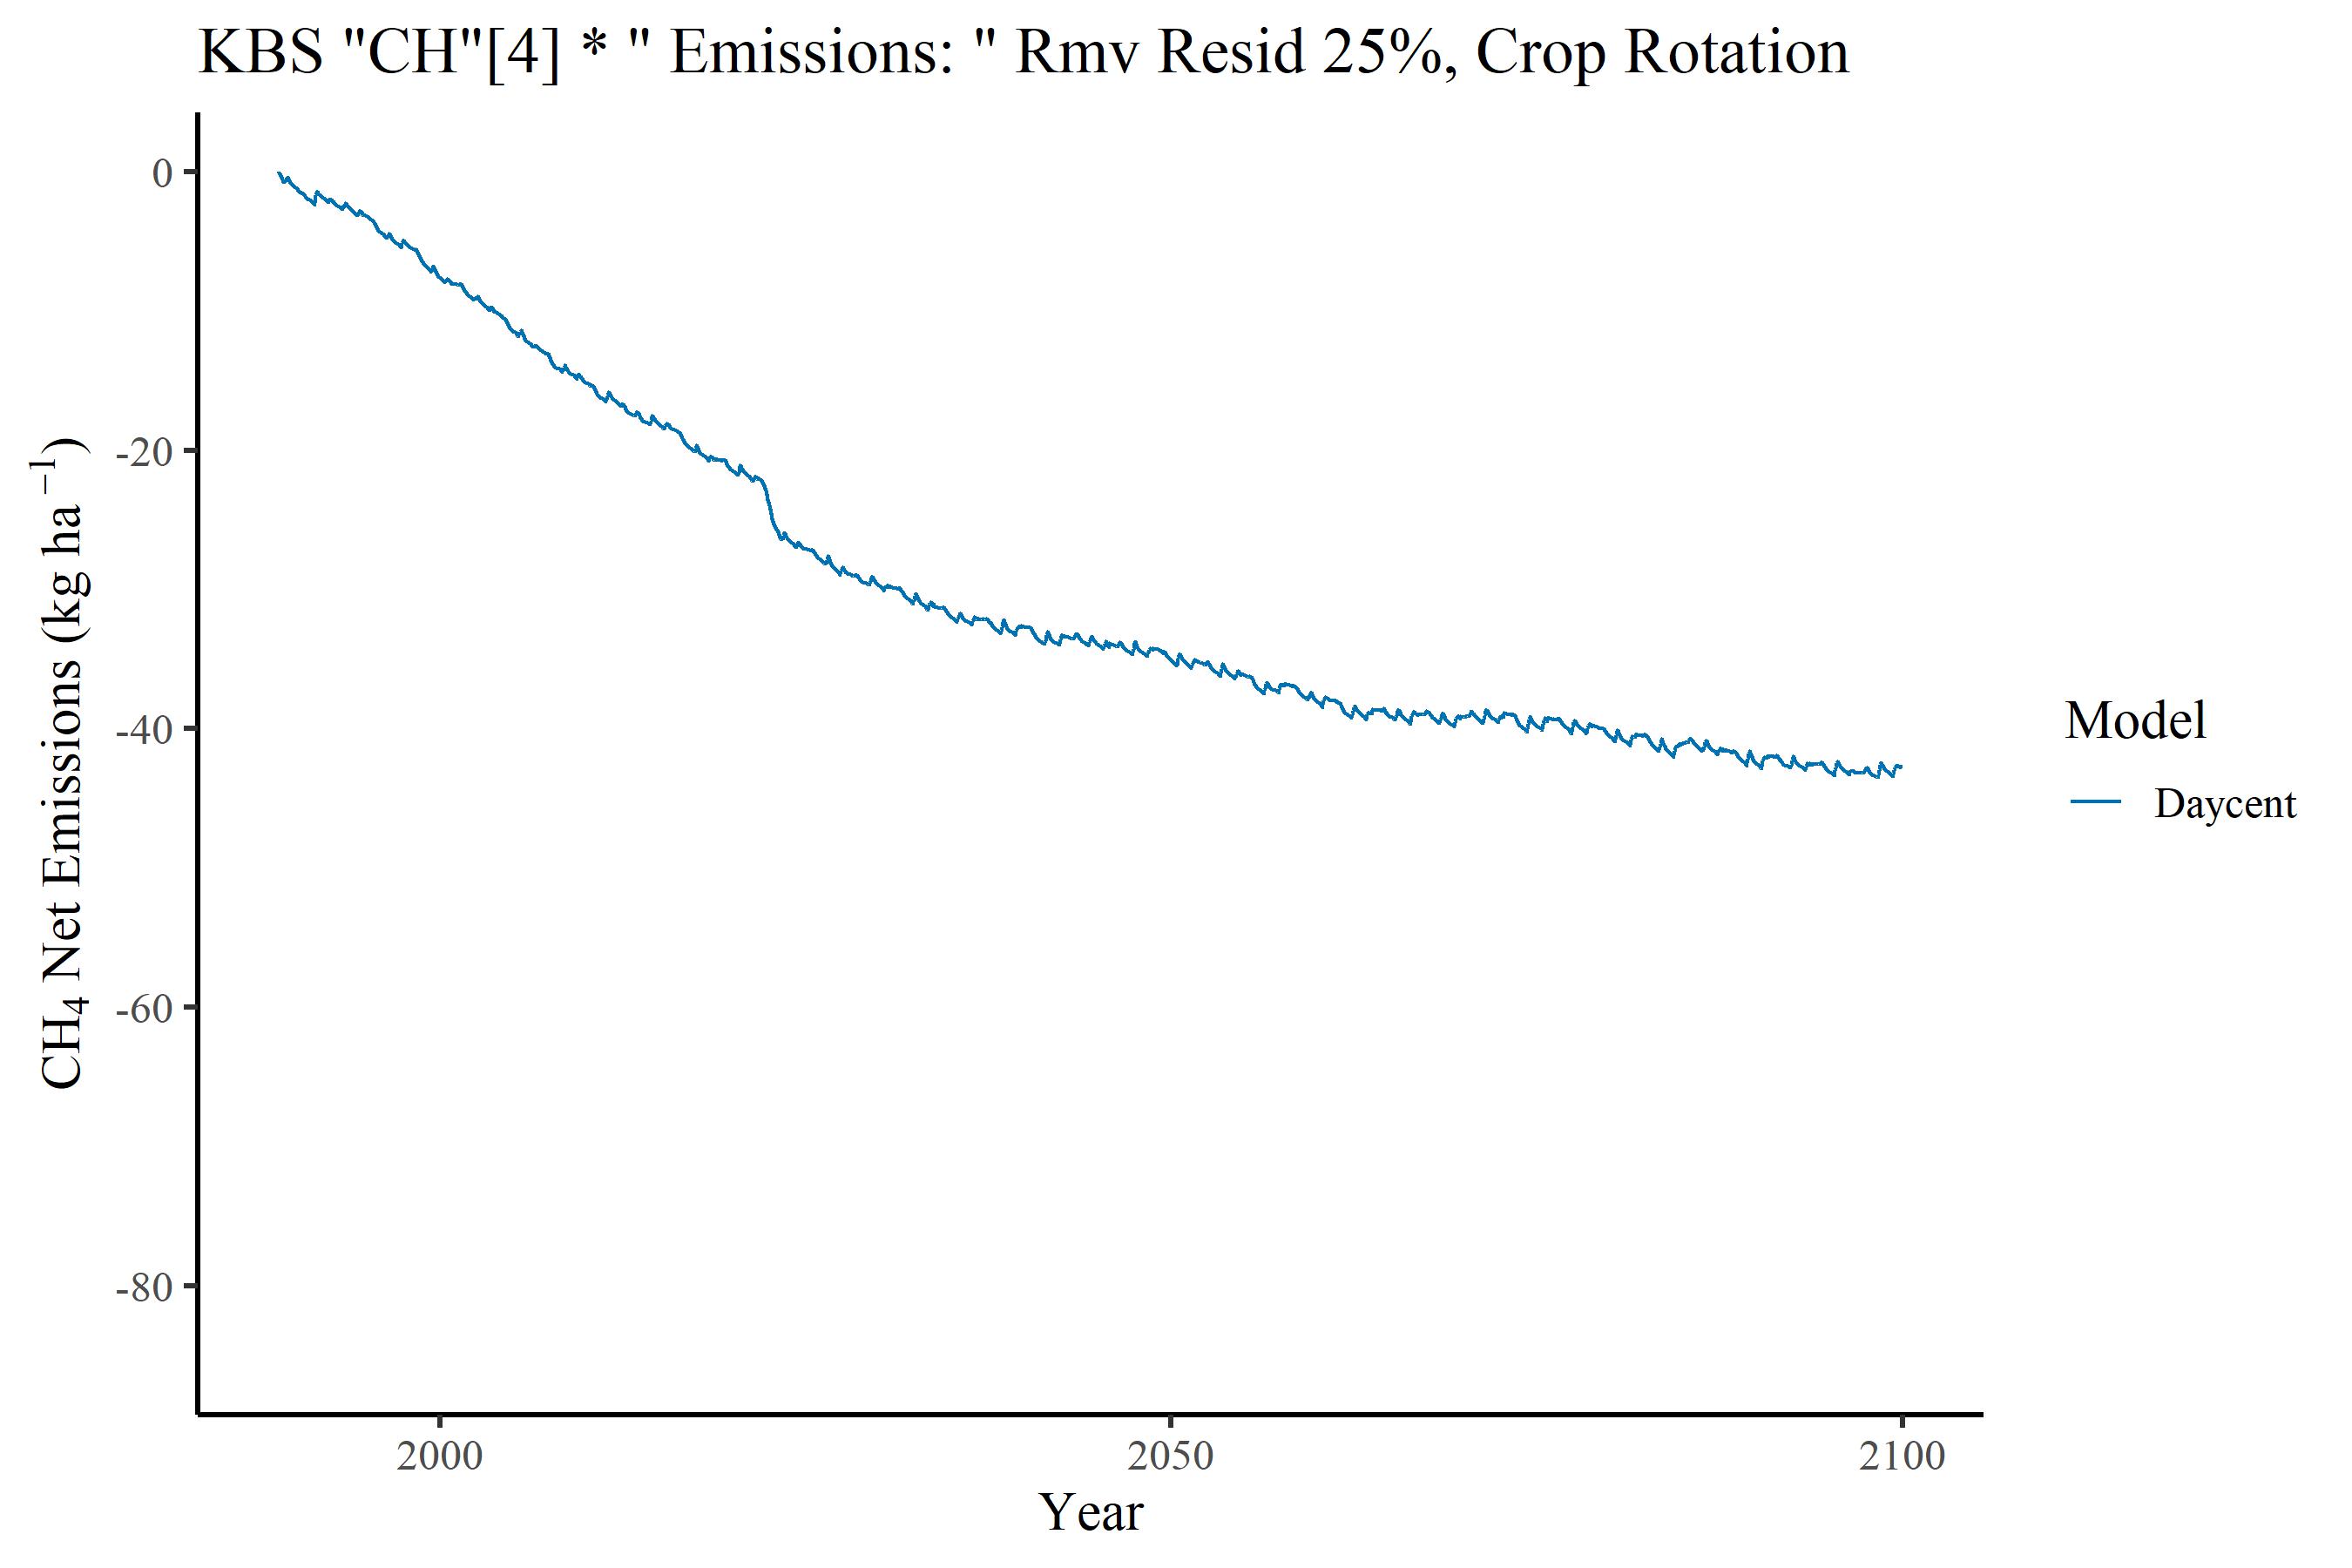 KBS "CH"[4] * " Emissions: " Rmv Resid 25%, Crop Rotation
CH₄ Net Emissions (kg ha ⁻¹)
0
-20
-40
-60
-80
2000 2050 2100
Year
Model
Daycent